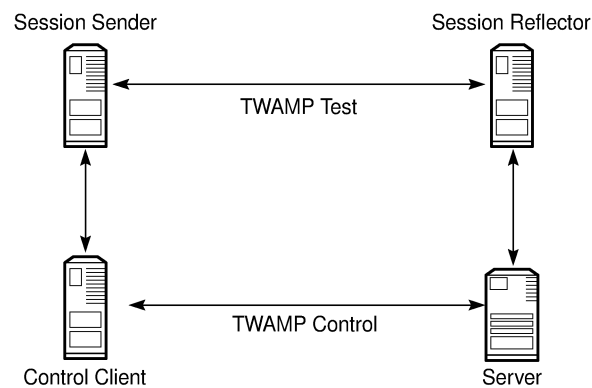 Session Sender
Session Reflector
TWAMP Test
TWAMP Control
Control Client
Server